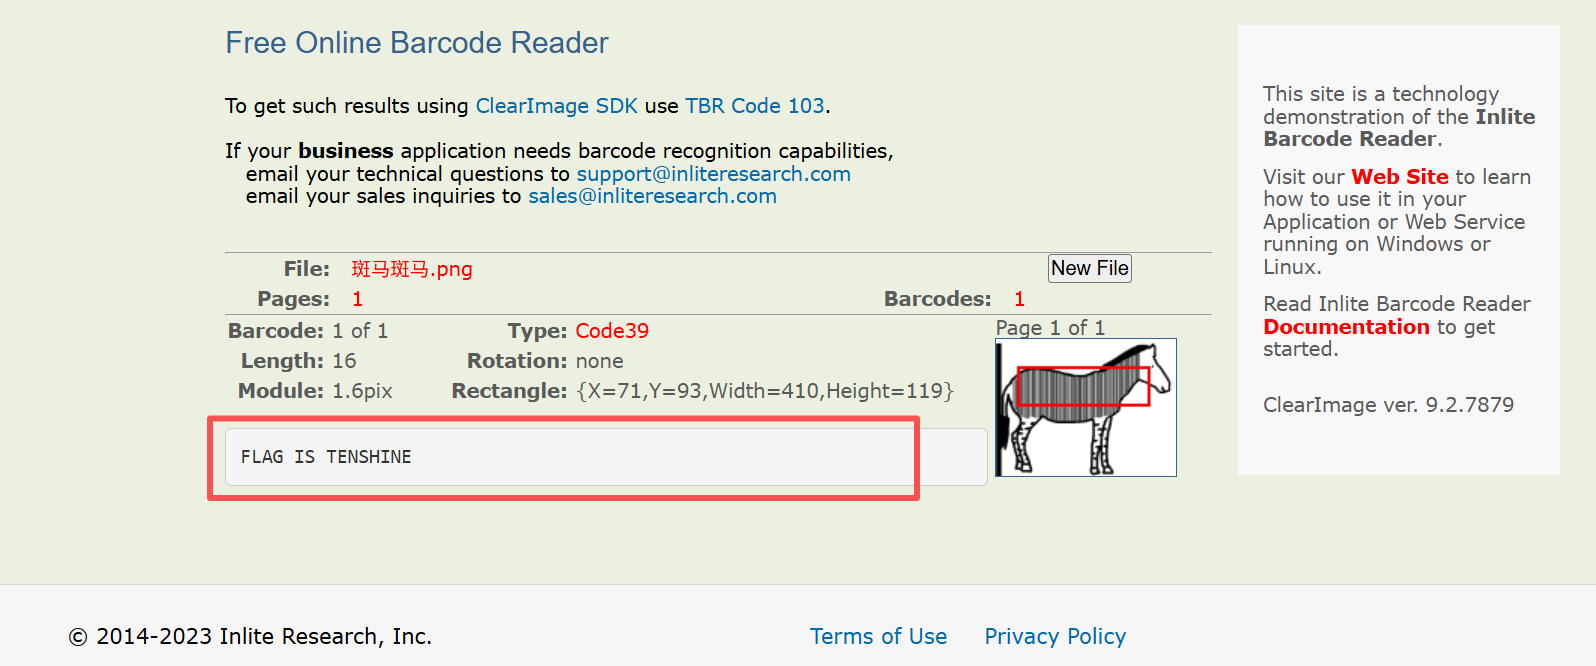 Free Online Barcode Reader
To get such results using ClearImage SDK use TBR Code 103.
If your business application needs barcode recognition capabilities,
email your technical questions to support@inliteresearch.com
email your sales inquiries to sales@inliteresearch.com
File: 斑马斑马.png New File
Pages: 1 Barcodes: 1
Barcode: 1 of 1 Type: Code39 Page 1 of 1
Length: 16 Rotation: none
Module: 1.6pix Rectangle: {X=71,Y=93,Width=410,Height=119}
FLAG IS TENSHINE
This site is a technology
demonstration of the Inlite
Barcode Reader.
Visit our Web Site to learn
how to use it in your
Application or Web Service
running on Windows or
Linux.
Read Inlite Barcode Reader
Documentation to get
started.
ClearImage ver. 9.2.7879
© 2014-2023 Inlite Research, Inc. Terms of Use Privacy Policy